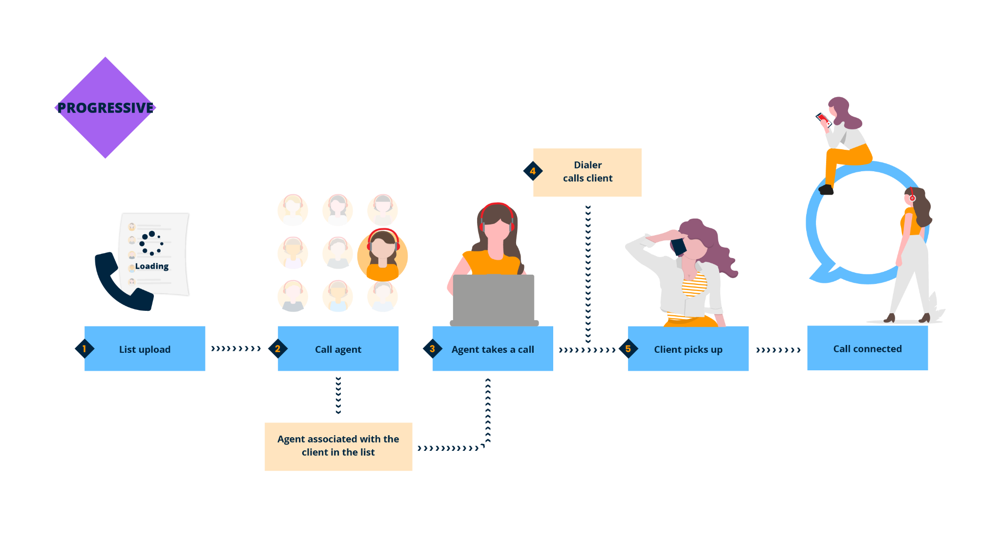 PROGRESSIVE
Loading
1
List upload
2
Call agent
Agent associated with the
client in the list
3
Agent takes a call
4
Dialer
calls client
5
Client picks up
Call connected